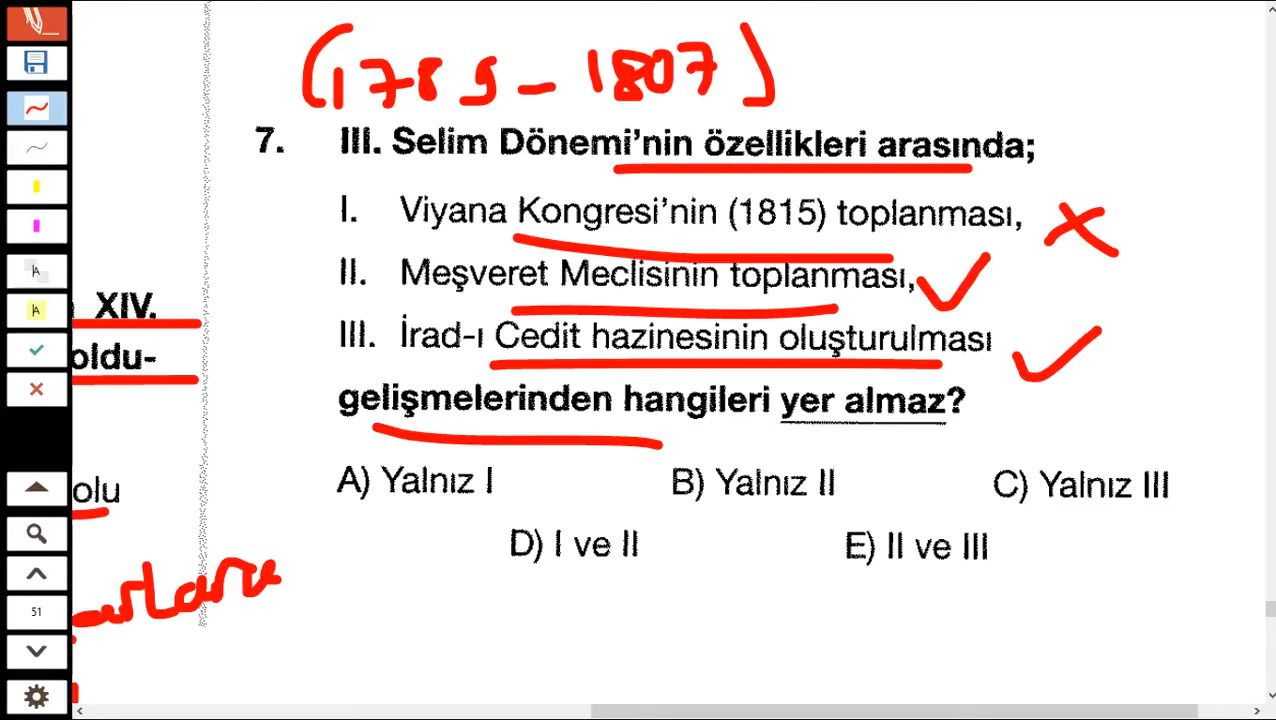 (1789-1807)
7. III. Selim Dönemi'nin özellikleri arasında;
I. Viyana Kongresi'nin (1815) toplanması,
II. Meşveret Meclisinin toplanması,
III. İrad-ı Cedit hazinesinin oluşturulması
gelişmelerinden hangileri yer almaz?
A) Yalnız I B) Yalnız II C) Yalnız III
D) I ve II E) II ve III
XIV.
oldu-
olu
A
A
51